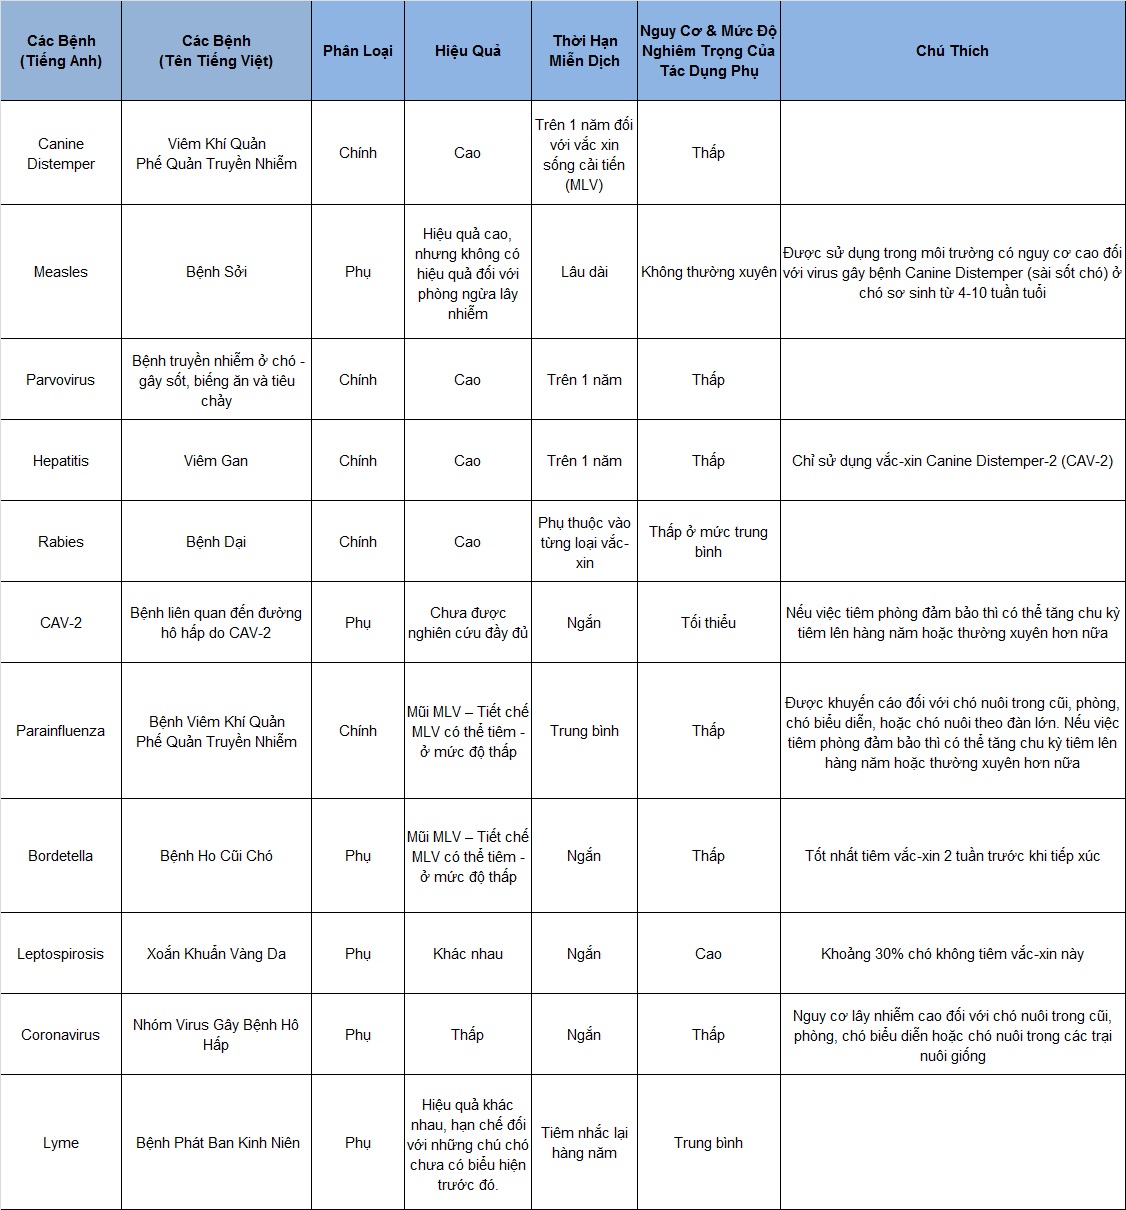 Các Bệnh
(Tiếng Anh)
Các Bệnh
(Tên Tiếng Việt)
Phân Loại
Hiệu Quả
Thời Hạn
Miễn Dịch
Nguy Cơ & Mức Độ
Nghiêm Trọng Của
Tác Dụng Phụ
Chú Thích
Canine
Distemper
Viêm Khí Quản
Phế Quản Truyền Nhiễm
Chính
Cao
Trên 1 năm đối
với vắc xin
sống cải tiến
(MLV)
Thấp
Measles
Bệnh Sởi
Phụ
Hiệu quả cao,
nhưng không có
hiệu quả đối với
phòng ngừa lây
nhiễm
Lâu dài
Không thường xuyên
Được sử dụng trong môi trường có nguy cơ cao đối
với virus gây bệnh Canine Distemper (sài sốt chó) ở
chó sơ sinh từ 4-10 tuần tuổi
Parvovirus
Bệnh truyền nhiễm ở chó -
gây sốt, biếng ăn và tiêu
chảy
Chính
Cao
Trên 1 năm
Thấp
Hepatitis
Viêm Gan
Chính
Cao
Trên 1 năm
Thấp
Chỉ sử dụng vắc-xin Canine Distemper-2 (CAV-2)
Rabies
Bệnh Dại
Chính
Cao
Phụ thuộc vào
từng loại vắc-
xin
Thấp ở mức trung
bình
CAV-2
Bệnh liên quan đến đường
hô hấp do CAV-2
Phụ
Chưa được
nghiên cứu đầy đủ
Ngắn
Tối thiểu
Nếu việc tiêm phòng đảm bảo thì có thể tăng chu kỳ
tiêm lên hàng năm hoặc thường xuyên hơn nữa
Parainfluenza
Bệnh Viêm Khí Quản
Phế Quản Truyền Nhiễm
Chính
Mũi MLV – Tiết chế
MLV có thể tiêm -
ở mức độ thấp
Trung bình
Thấp
Được khuyến cáo đối với chó nuôi trong cũi, phòng,
chó biểu diễn, hoặc chó nuôi theo đàn lớn. Nếu việc
tiêm phòng đảm bảo thì có thể tăng chu kỳ tiêm lên
hàng năm hoặc thường xuyên hơn nữa
Bordetella
Bệnh Ho Cũi Chó
Phụ
Mũi MLV – Tiết chế
MLV có thể tiêm -
ở mức độ thấp
Ngắn
Thấp
Tốt nhất tiêm vắc-xin 2 tuần trước khi tiếp xúc
Leptospirosis
Xoắn Khuẩn Vàng Da
Phụ
Khác nhau
Ngắn
Cao
Khoảng 30% chó không tiêm vắc-xin này
Coronavirus
Nhóm Virus Gây Bệnh Hô
Hấp
Phụ
Thấp
Ngắn
Thấp
Nguy cơ lây nhiễm cao đối với chó nuôi trong cũi,
phòng, chó biểu diễn hoặc chó nuôi trong các trại
nuôi giống
Lyme
Bệnh Phát Ban Kinh Niên
Phụ
Hiệu quả khác
nhau, hạn chế đối
với những chú chó
chưa có biểu hiện
trước đó.
Tiêm nhắc lại
hàng năm
Trung bình